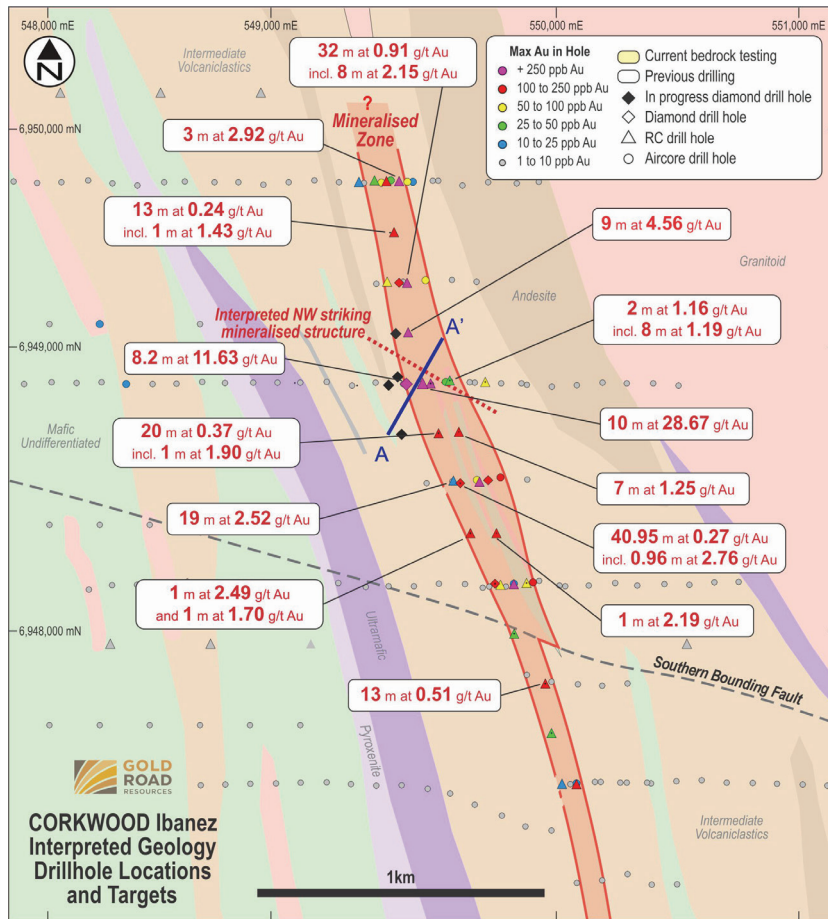 548,000 mE
549,000 mE
550,000 mE
551,000 mE
6,950,000 mN
6,949,000 mN
6,948,000 mN
N
Intermediate
Volcaniclastics
32 m at 0.91 g/t Au
incl. 8 m at 2.15 g/t Au
Max Au in Hole
+ 250 ppb Au
100 to 250 ppb Au
50 to 100 ppb Au
25 to 50 ppb Au
10 to 25 ppb Au
1 to 10 ppb Au
Current bedrock testing
Previous drilling
In progress diamond drill hole
Diamond drill hole
RC drill hole
Aircore drill hole
?
Mineralised
Zone
3 m at 2.92 g/t Au
13 m at 0.24 g/t Au
incl. 1 m at 1.43 g/t Au
9 m at 4.56 g/t Au
Granitoid
Andesite
Interpreted NW striking
mineralised structure
A'
2 m at 1.16 g/t Au
incl. 8 m at 1.19 g/t Au
8.2 m at 11.63 g/t Au
Mafic
Undifferentiated
20 m at 0.37 g/t Au
incl. 1 m at 1.90 g/t Au
A
10 m at 28.67 g/t Au
7 m at 1.25 g/t Au
19 m at 2.52 g/t Au
40.95 m at 0.27 g/t Au
incl. 0.96 m at 2.76 g/t Au
1 m at 2.49 g/t Au
and 1 m at 1.70 g/t Au
1 m at 2.19 g/t Au
Ultramafic
Southern Bounding Fault
13 m at 0.51 g/t Au
Pyroxenite
GOLD
ROAD
RESOURCES
CORKWOOD Ibanez
Interpreted Geology
Drillhole Locations
and Targets
Intermediate
Volcaniclastics
1km